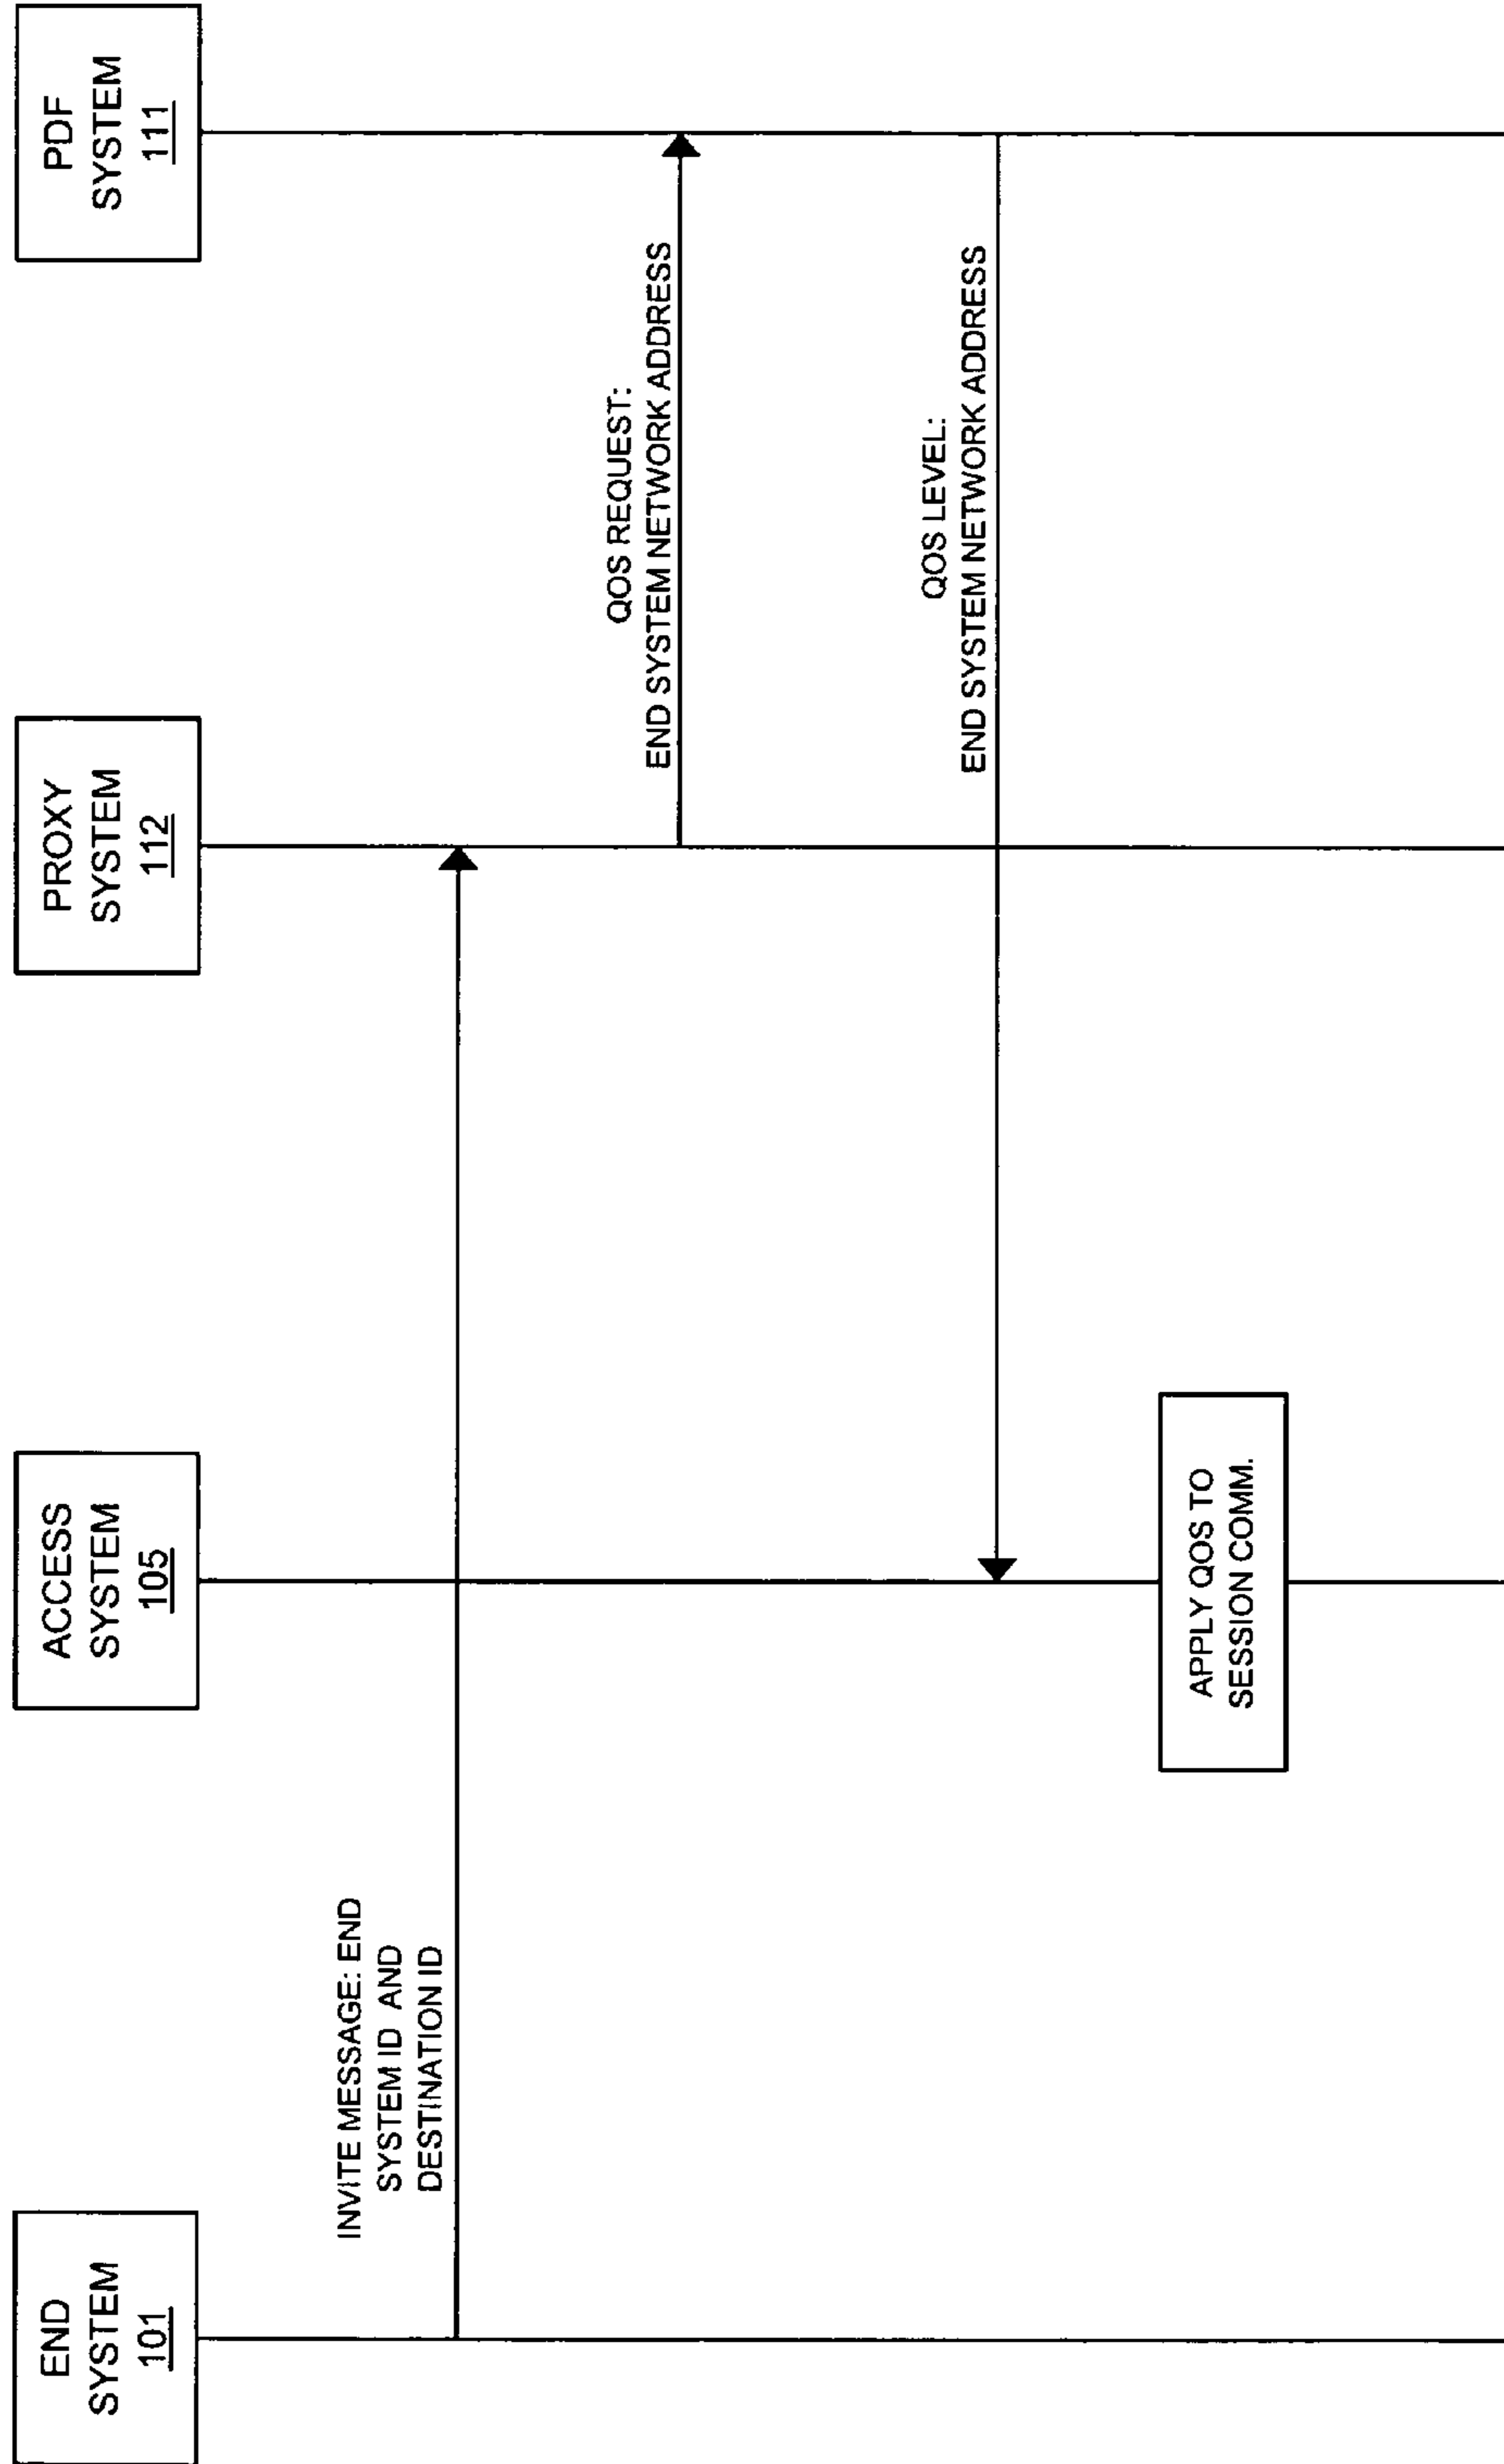 END
SYSTEM
101
ACCESS
SYSTEM
105
PROXY
SYSTEM
112
PDF
SYSTEM
111
INVITE MESSAGE: END
SYSTEM ID AND
DESTINATION ID
QOS REQUEST:
END SYSTEM NETWORK ADDRESS
QOS LEVEL:
END SYSTEM NETWORK ADDRESS
APPLY QOS TO
SESSION COMM.